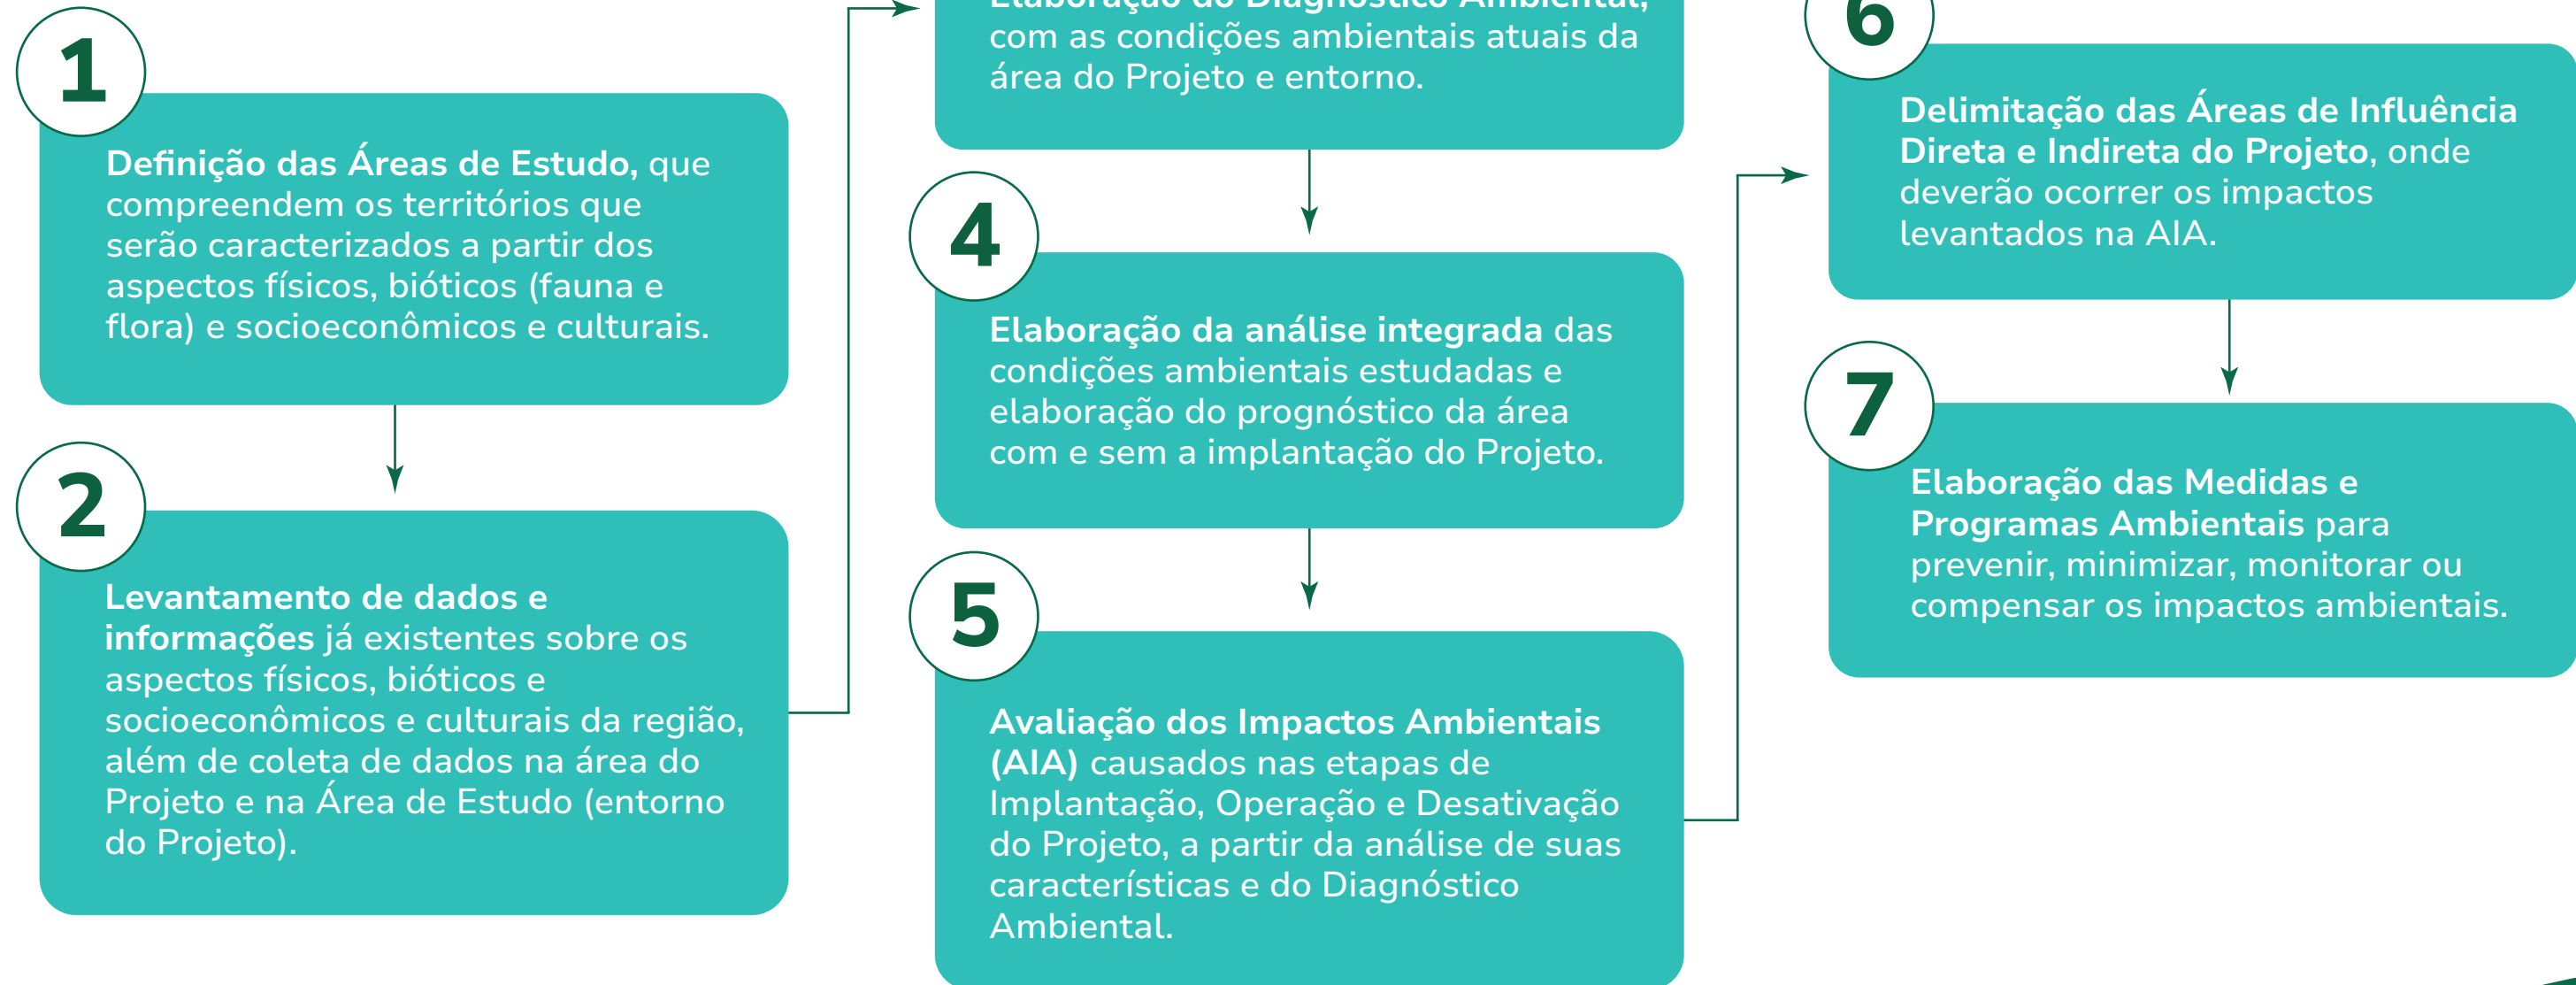 1
Definição das Áreas de Estudo, que
compreendem os territórios que
serão caracterizados a partir dos
aspectos físicos, bióticos (fauna e
flora) e socioeconômicos e culturais.
2
Levantamento de dados e
informações já existentes sobre os
aspectos físicos, bióticos e
socioeconômicos e culturais da região,
além de coleta de dados na área do
Projeto e na Área de Estudo (entorno
do Projeto).
Elaboração do Diagnóstico Ambiental,
com as condições ambientais atuais da
área do Projeto e entorno.
4
Elaboração da análise integrada das
condições ambientais estudadas e
elaboração do prognóstico da área
com e sem a implantação do Projeto.
5
Avaliação dos Impactos Ambientais
(AIA) causados nas etapas de
Implantação, Operação e Desativação
do Projeto, a partir da análise de suas
características e do Diagnóstico
Ambiental.
6
Delimitação das Áreas de Influência
Direta e Indireta do Projeto, onde
deverão ocorrer os impactos
levantados na AIA.
7
Elaboração das Medidas e
Programas Ambientais para
prevenir, minimizar, monitorar ou
compensar os impactos ambientais.